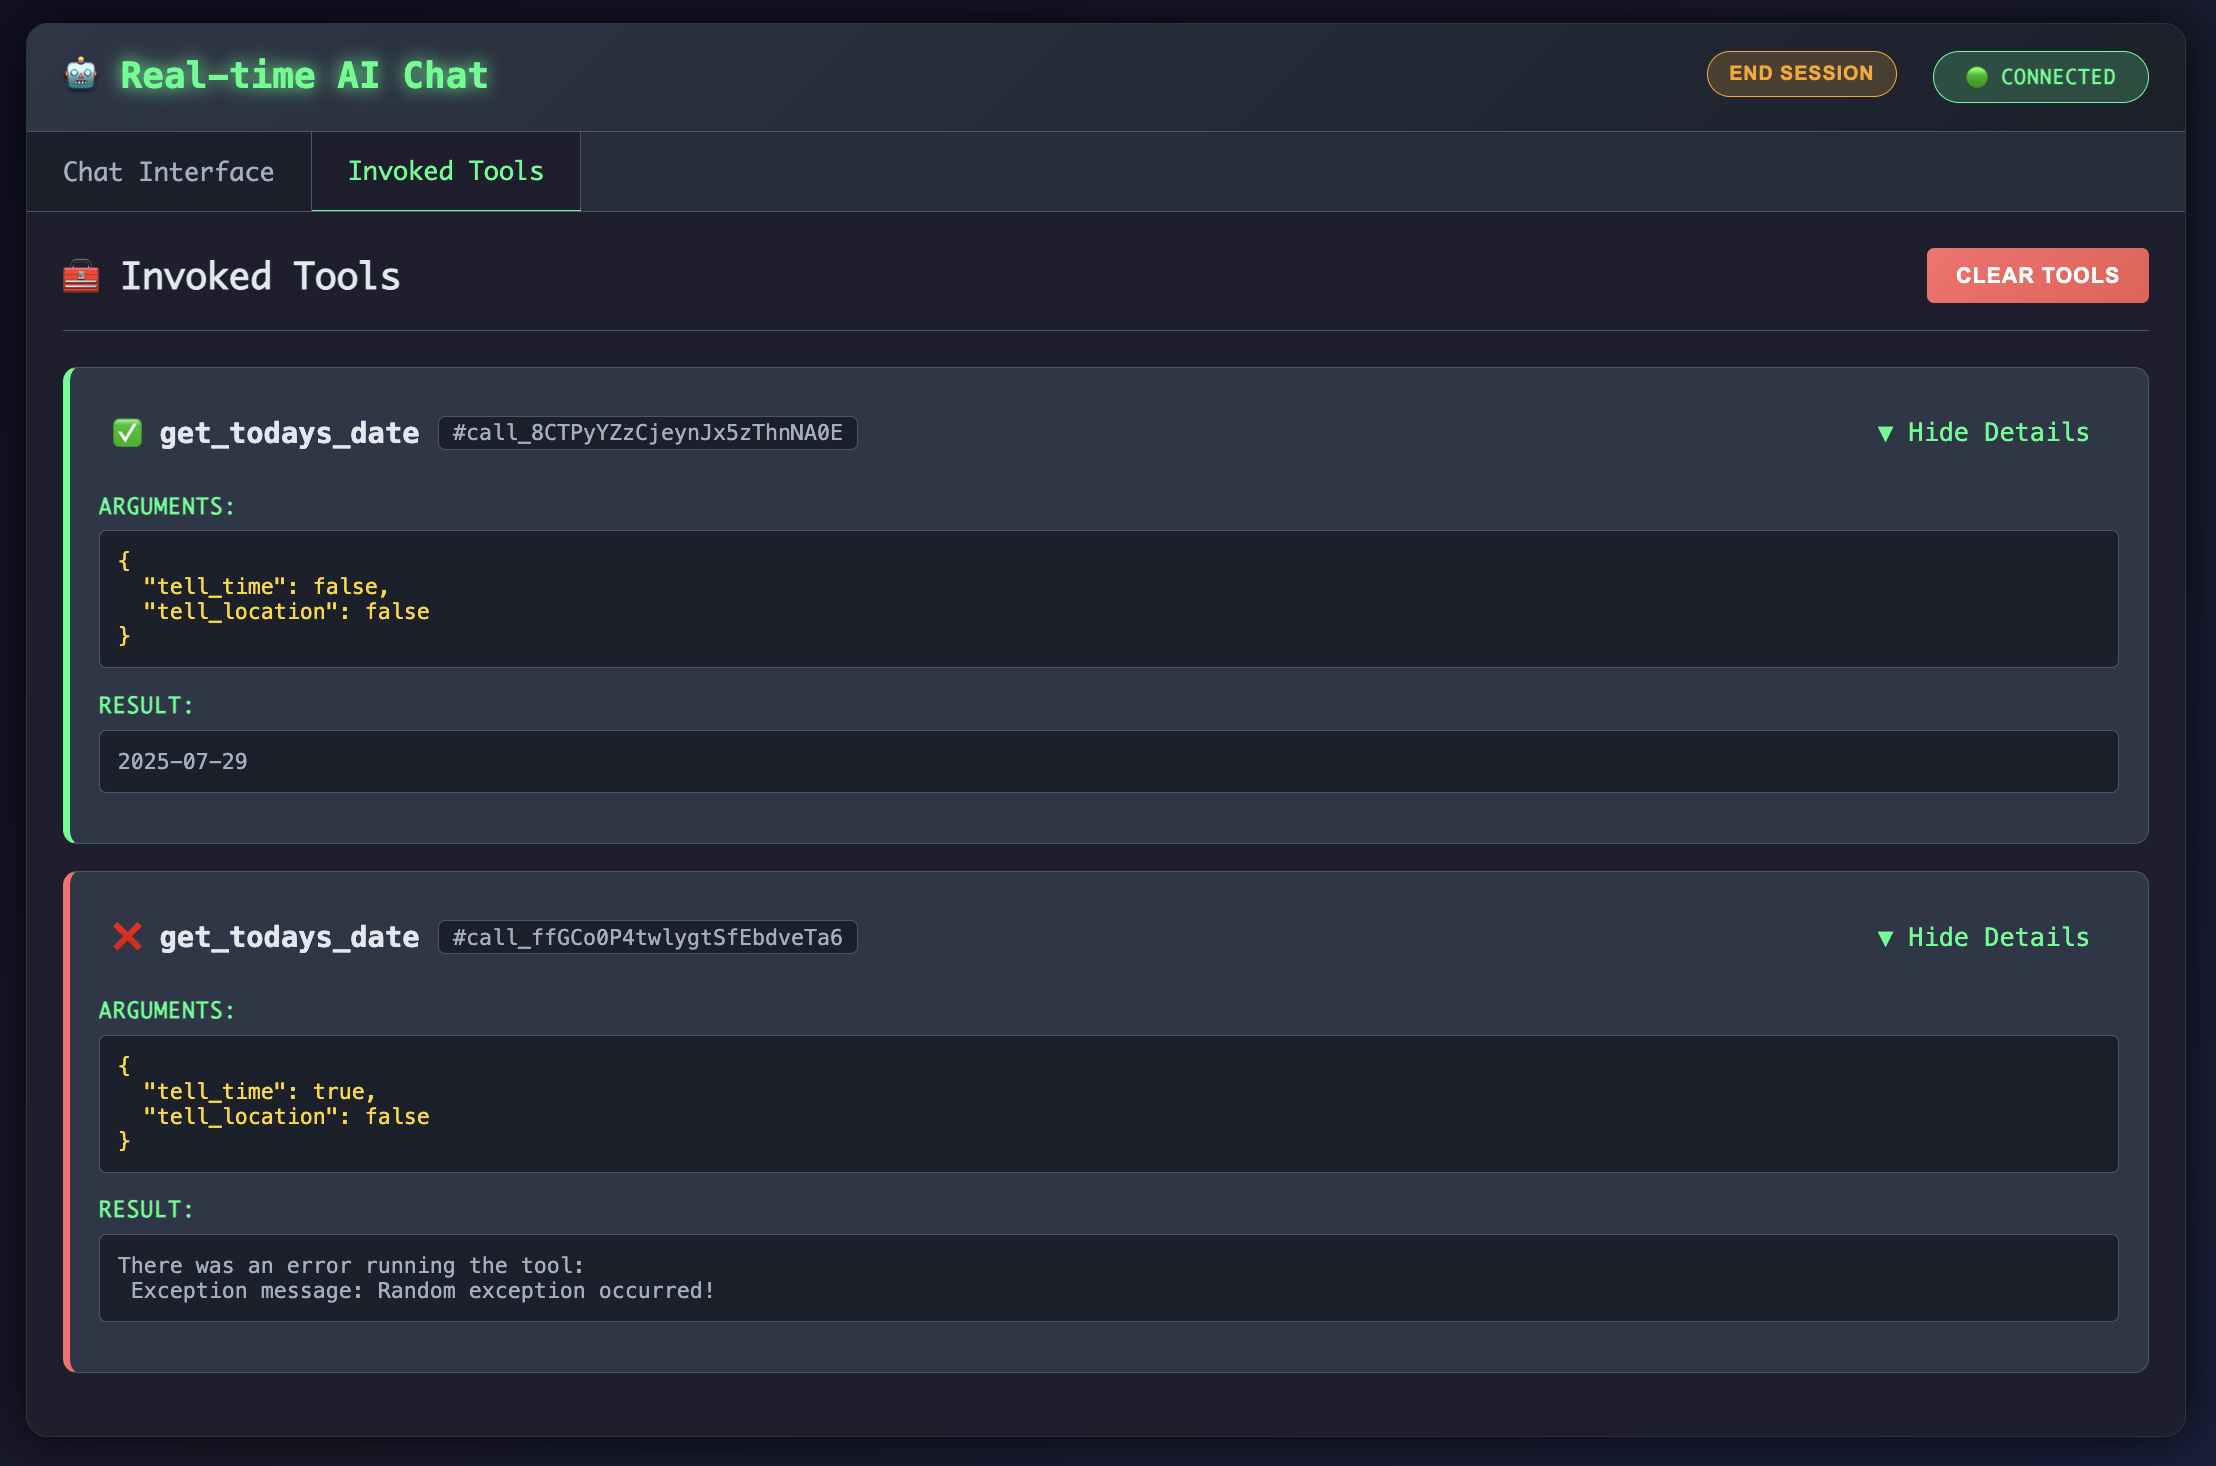 Real-time AI Chat
END SESSION
CONNECTED
Chat Interface
Invoked Tools
Invoked Tools
CLEAR TOOLS
get_todays_date
#call_8CTPyYZzCjeynJx5zThnNA0E
▼ Hide Details
ARGUMENTS:
{
  "tell_time": false,
  "tell_location": false
}
RESULT:
2025-07-29
get_todays_date
#call_ffGCo0P4twlygtSfEbdveTa6
▼ Hide Details
ARGUMENTS:
{
  "tell_time": true,
  "tell_location": false
}
RESULT:
There was an error running the tool:
 Exception message: Random exception occurred!